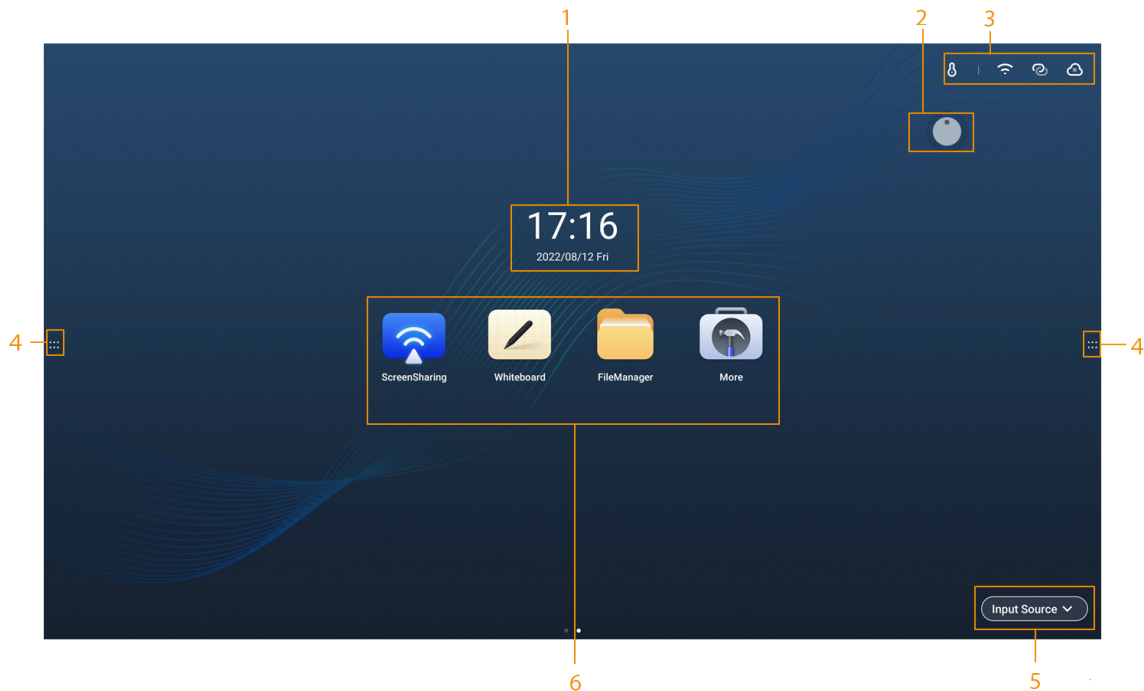 1
2
3
17:16
2022/08/12 Fri
4
4
ScreenSharing
Whiteboard
FileManager
More
Input Source
6
5